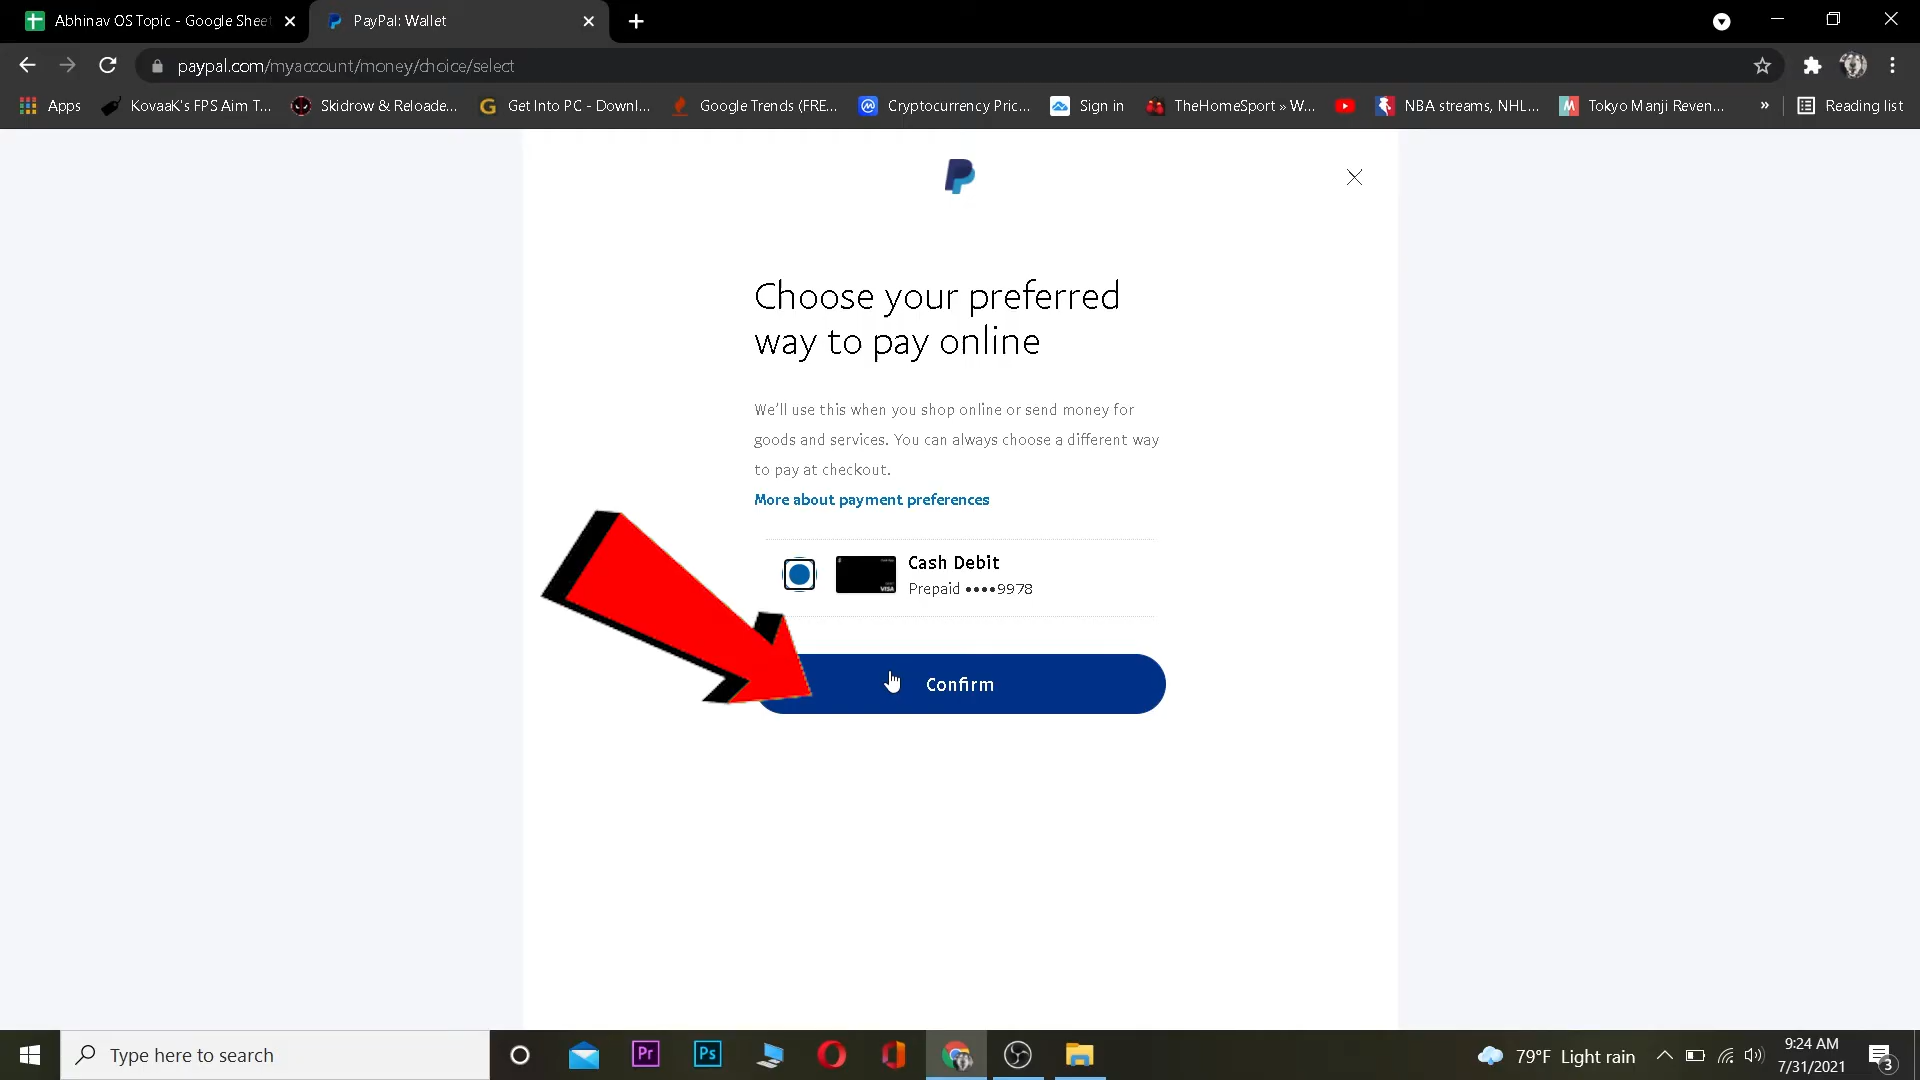 Abhinav OS Topic - Google Sheet
PayPal: Wallet
paypal.com/myaccount/money/choice/select
Apps
KovaaK's FPS Aim T...
Skidrow & Reloade...
Get Into PC - Downl...
Google Trends (FRE...
Cryptocurrency Pric...
Sign in
TheHomeSport » W...
NBA streams, NHL...
Tokyo Manji Reven...
»
Reading list
Choose your preferred
way to pay online
We'll use this when you shop online or send money for
goods and services. You can always choose a different way
to pay at checkout.
More about payment preferences
VISA
Cash Debit
Prepaid ••••9978
Confirm
Type here to search
Pr
Ps
79°F Light rain
9:24 AM
7/31/2021
3